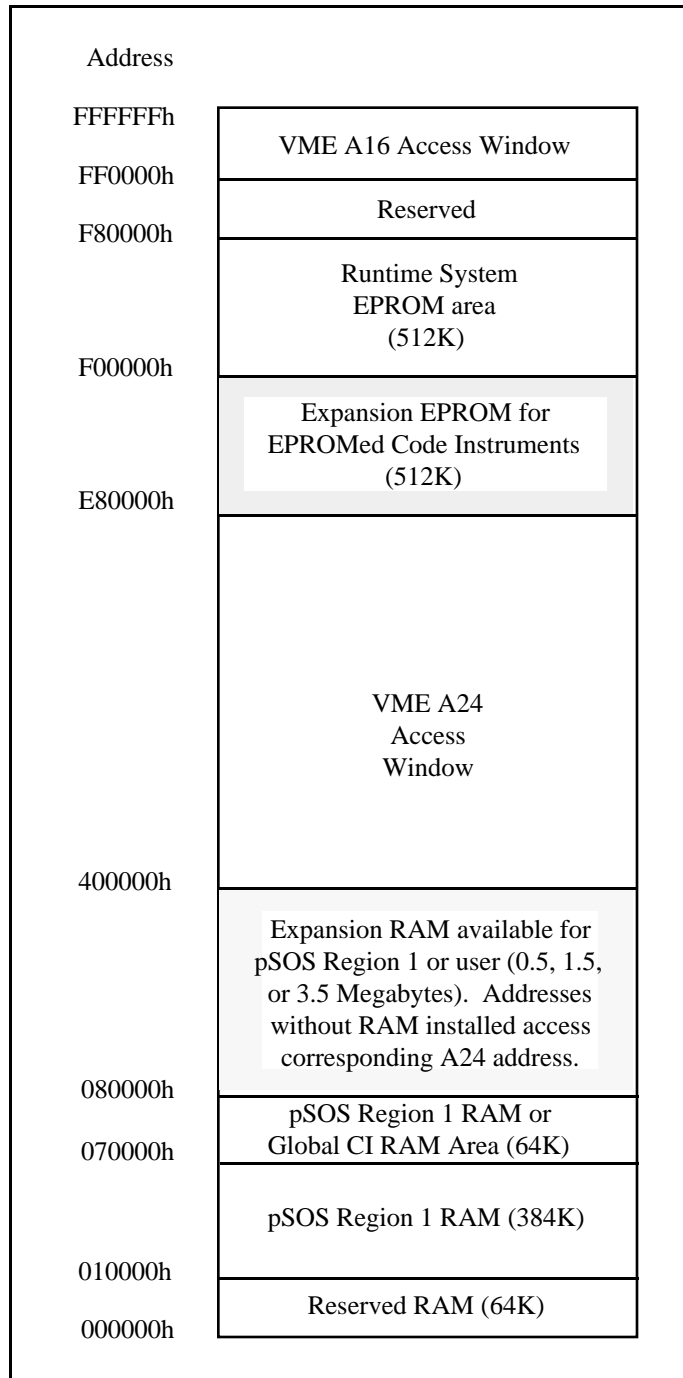 Address
FFFFFFh
VME A16 Access Window
FF0000h
Reserved
F80000h
Runtime System
EPROM area
(512K)
F00000h
Expansion EPROM for
EPROMed Code Instruments
(512K)
E80000h
VME A24
Access
Window
400000h
Expansion RAM available for
pSOS Region 1 or user (0.5, 1.5,
or 3.5 Megabytes).  Addresses
without RAM installed access
corresponding A24 address.
080000h
pSOS Region 1 RAM or
Global CI RAM Area (64K)
070000h
pSOS Region 1 RAM (384K)
010000h
Reserved RAM (64K)
000000h